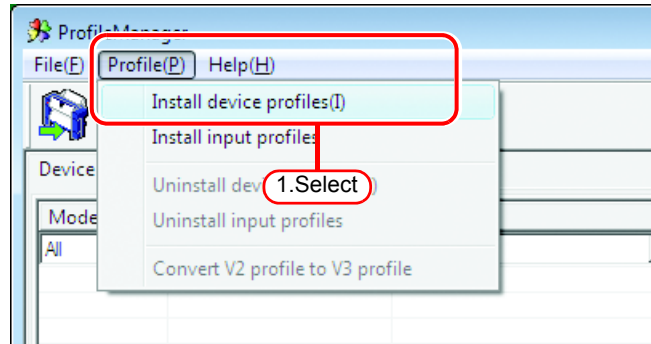 ProfileManager
File(F) Profile(P) Help(H)
Install device profiles(I)
Install input profiles
Device
Uninstall devi
1.Select
)
Mode
Uninstall input profiles
All
Convert V2 profile to V3 profile